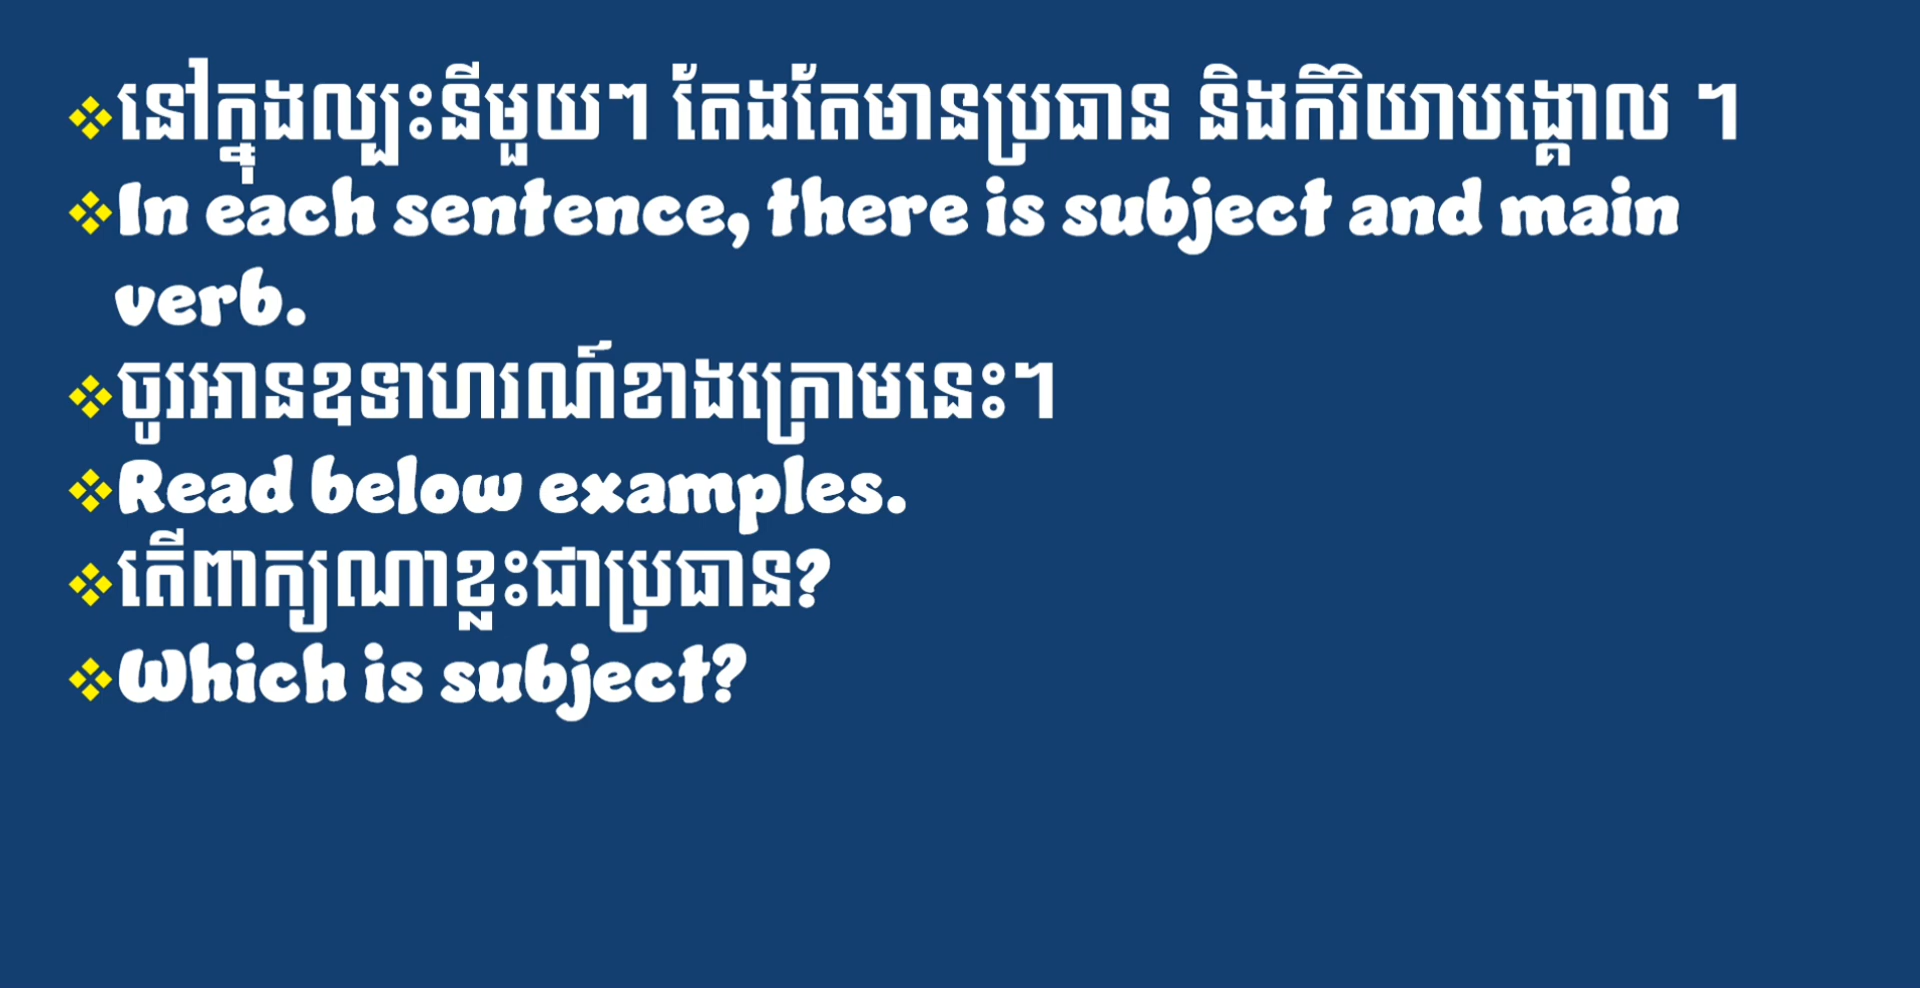 ❖នៅក្នុងល្បះនីមួយៗ តែងតែមានប្រធាន និងកិរិយាបង្គោល ។
❖In each sentence, there is subject and main
verb.
❖ចូរអានឧទាហរណ៍ខាងក្រោមនេះ។
❖Read below examples.
❖តើពាក្យណាខ្លះជាប្រធាន?
❖Which is subject?